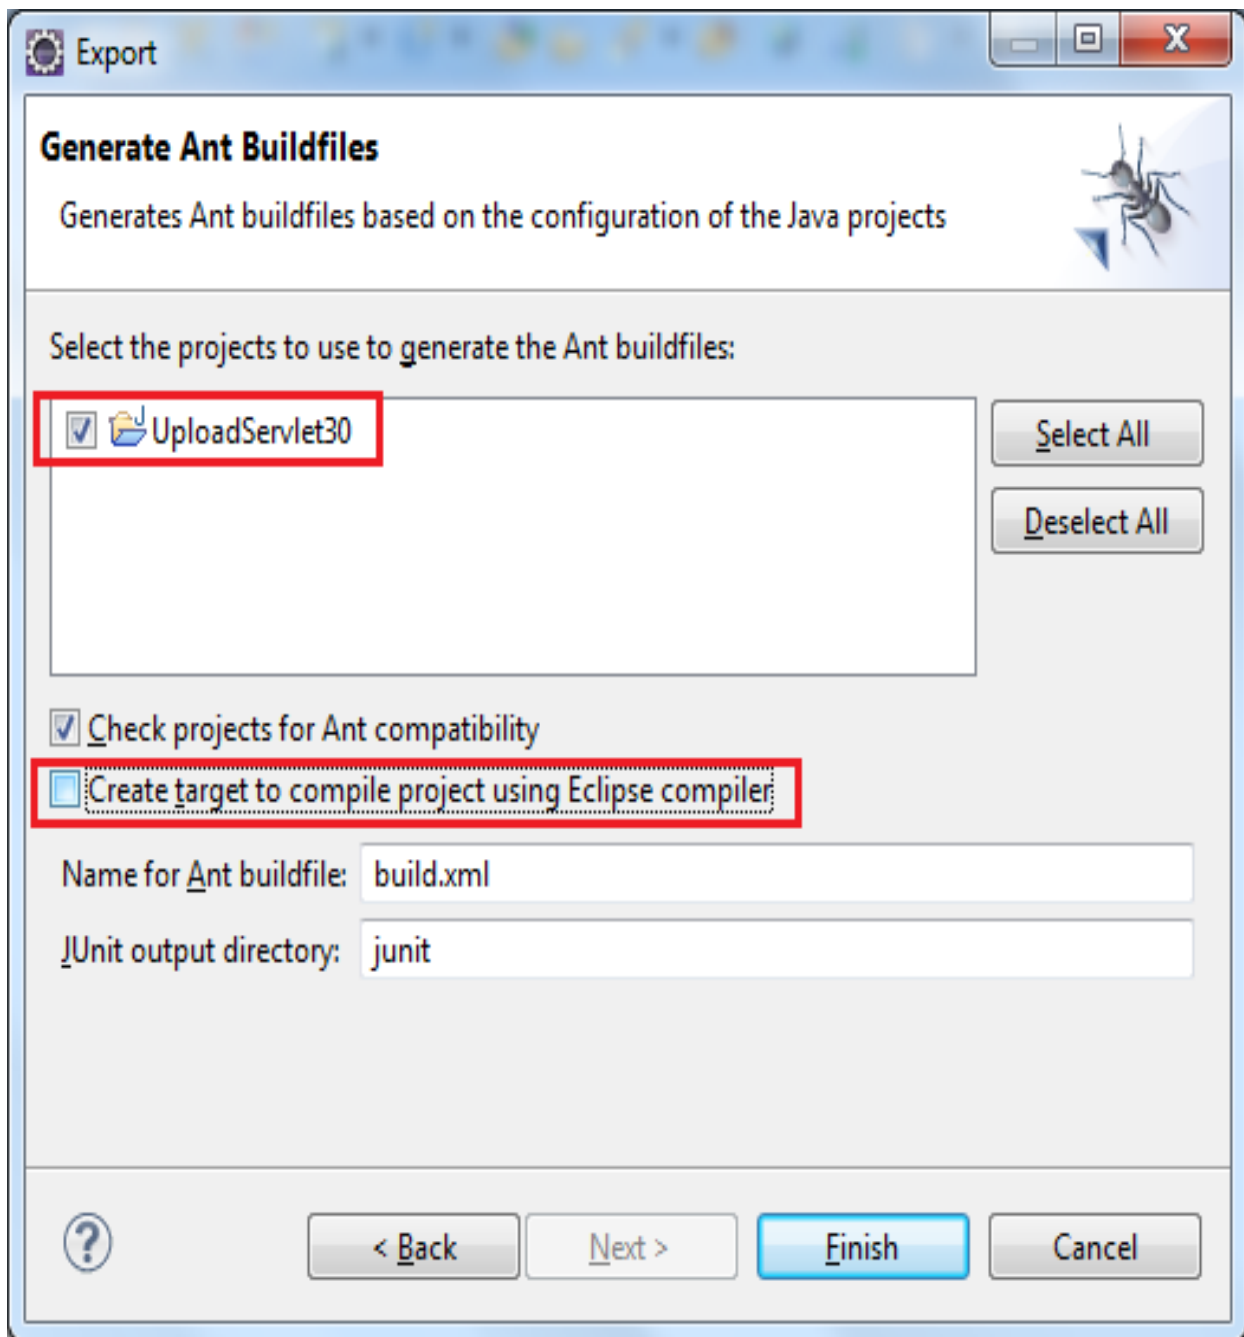 Export
Generate Ant Buildfiles
Generates Ant buildfiles based on the configuration of the Java projects
Select the projects to use to generate the Ant buildfiles:
UploadServlet30
Select All
Deselect All
Check projects for Ant compatibility
Create target to compile project using Eclipse compiler
Name for Ant buildfile: build.xml
JUnit output directory: junit
< Back Next > Finish Cancel